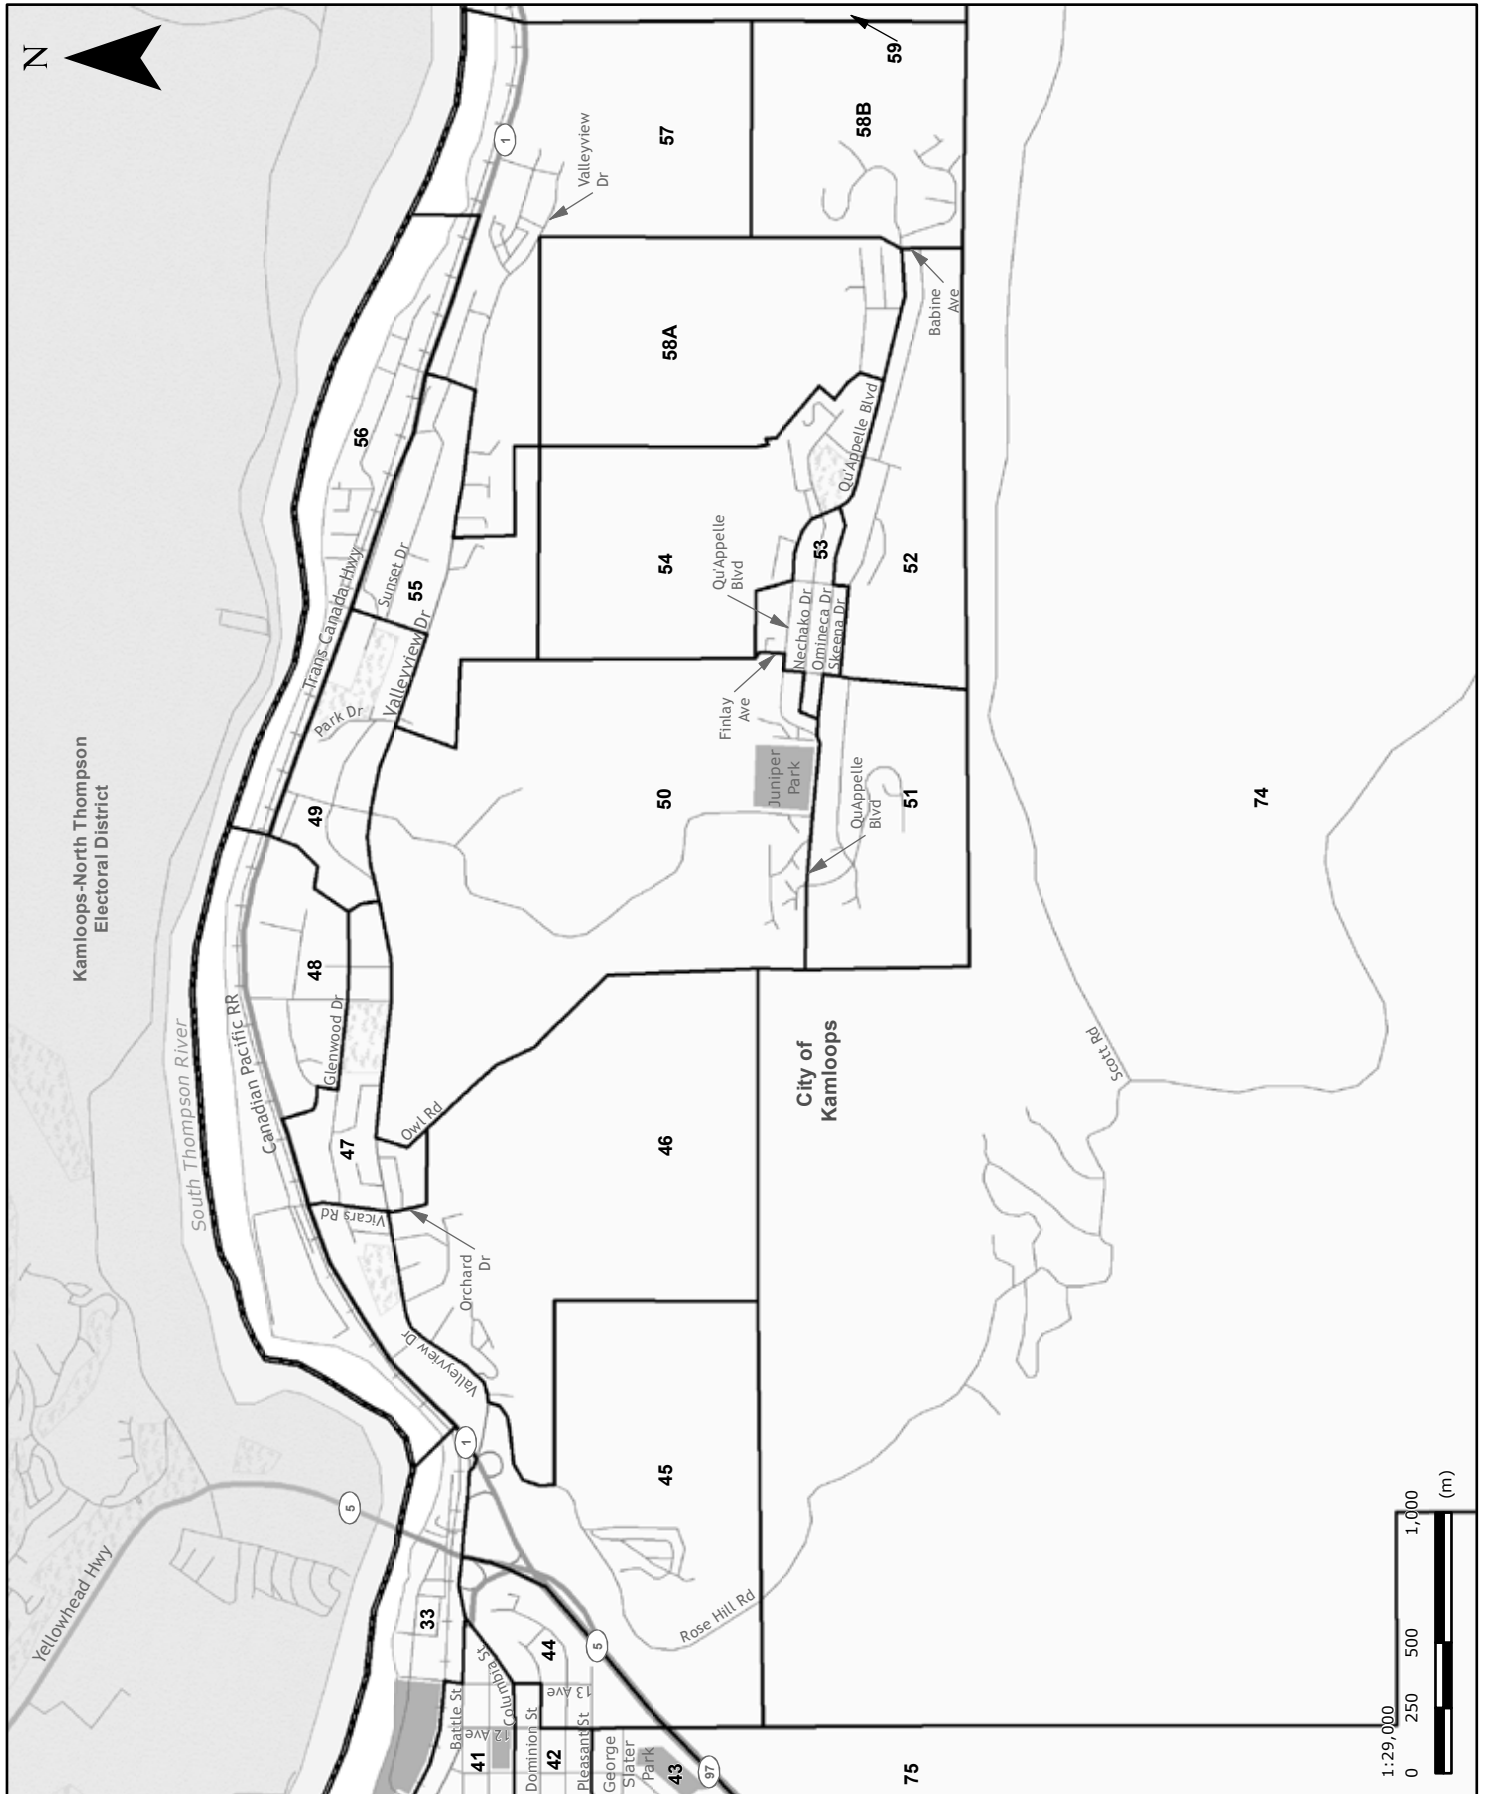 N
Kamloops-North Thompson
Electoral District
South Thompson River
Canadian Pacific RR
Trans Canada Hwy
Yellowhead Hwy
1
1
5
5
97
59
58B
57
58A
56
55
54
53
52
51
50
49
48
47
46
45
44
43
42
41
33
74
75
Valleyview
Dr
Babine
Ave
Qu'Appelle Blvd
Qu'Appelle
Blvd
Sunset Dr
Valleyview Dr
Park Dr
Nechako Dr
Omineca Dr
Skeena Dr
Finlay
Ave
Juniper
Park
QuAppelle
Blvd
Glenwood Dr
Owl Rd
Vicars Rd
Orchard
Dr
Valleyview Dr
City of
Kamloops
Scott Rd
Rose Hill Rd
Columbia St
Battle St
12 Ave
13 Ave
Dominion St
Pleasant St
George
Slater
Park
1:29,000
0
250
500
1,000
(m)